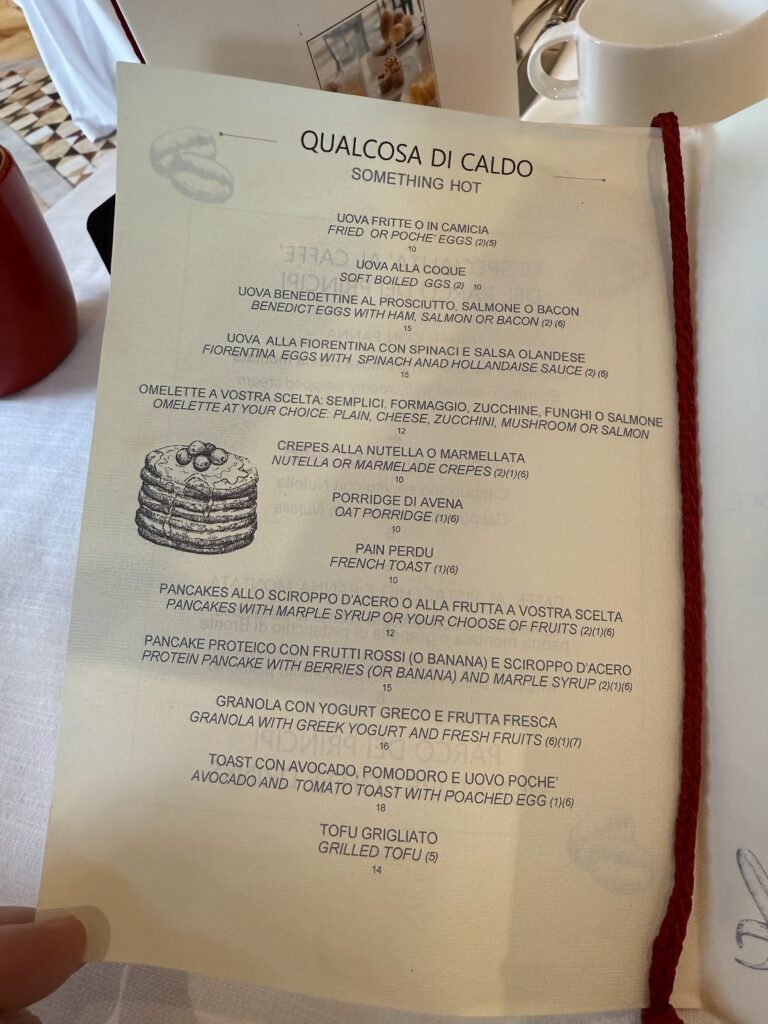 QUALCOSA DI CALDO
SOMETHING HOT
UOVA FRITTE O IN CAMICIA
FRIED OR POCHE' EGGS (2)(5)
10
UOVA ALLA COQUE
SOFT BOILED GGS (2) 10
UOVA BENEDETTINE AL PROSCIUTTO, SALMONE O BACON
BENEDICT EGGS WITH HAM, SALMON OR BACON (2) (6)
15
UOVA ALLA FIORENTINA CON SPINACI E SALSA OLANDESE
FIORENTINA EGGS WITH SPINACH ANAD HOLLANDAISE SAUCE (2) (6)
15
OMELETTE A VOSTRA SCELTA: SEMPLICI, FORMAGGIO, ZUCCHINE, FUNGHI O SALMONE
OMELETTE AT YOUR CHOICE: PLAIN, CHEESE, ZUCCHINI, MUSHROOM OR SALMON
12
CREPES ALLA NUTELLA O MARMELLATA
NUTELLA OR MARMELADE CREPES (2)(1)(6)
10
PORRIDGE DI AVENA
OAT PORRIDGE (1)(6)
10
PAIN PERDU
FRENCH TOAST (1)(6)
10
PANCAKES ALLO SCIROPPO D'ACERO O ALLA FRUTTA A VOSTRA SCELTA
PANCAKES WITH MARPLE SYRUP OR YOUR CHOOSE OF FRUITS (2)(1)(6)
12
PANCAKE PROTEICO CON FRUTTI ROSSI (O BANANA) E SCIROPPO D'ACERO
PROTEIN PANCAKE WITH BERRIES (OR BANANA) AND MARPLE SYRUP (2)(1)(6)
15
GRANOLA CON YOGURT GRECO E FRUTTA FRESCA
GRANOLA WITH GREEK YOGURT AND FRESH FRUITS (6)(1)(7)
16
TOAST CON AVOCADO, POMODORO E UOVO POCHE'
AVOCADO AND TOMATO TOAST WITH POACHED EGG (1)(6)
18
TOFU GRIGLIATO
GRILLED TOFU (5)
14